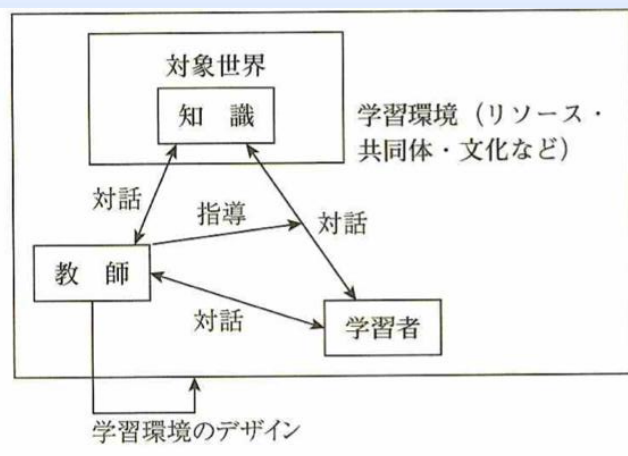 対象世界
知 識
学習環境(リソース・
共同体・文化など)
対話
指導
対話
教 師
対話
学習者
学習環境のデザイン